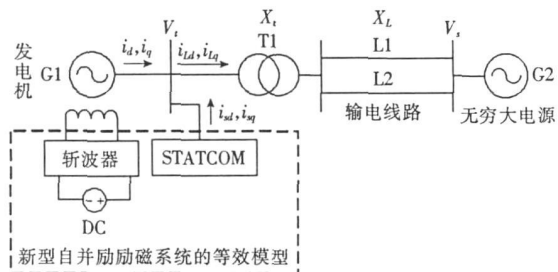 V_t
X_t
X_L
V_s
发电机
G1
i_d, i_q
i_Ld, i_Lq
T1
L1
L2
G2
输电线路
无穷大电源
i_sd, i_sq
斩波器
STATCOM
- +
DC
新型自并励励磁系统的等效模型